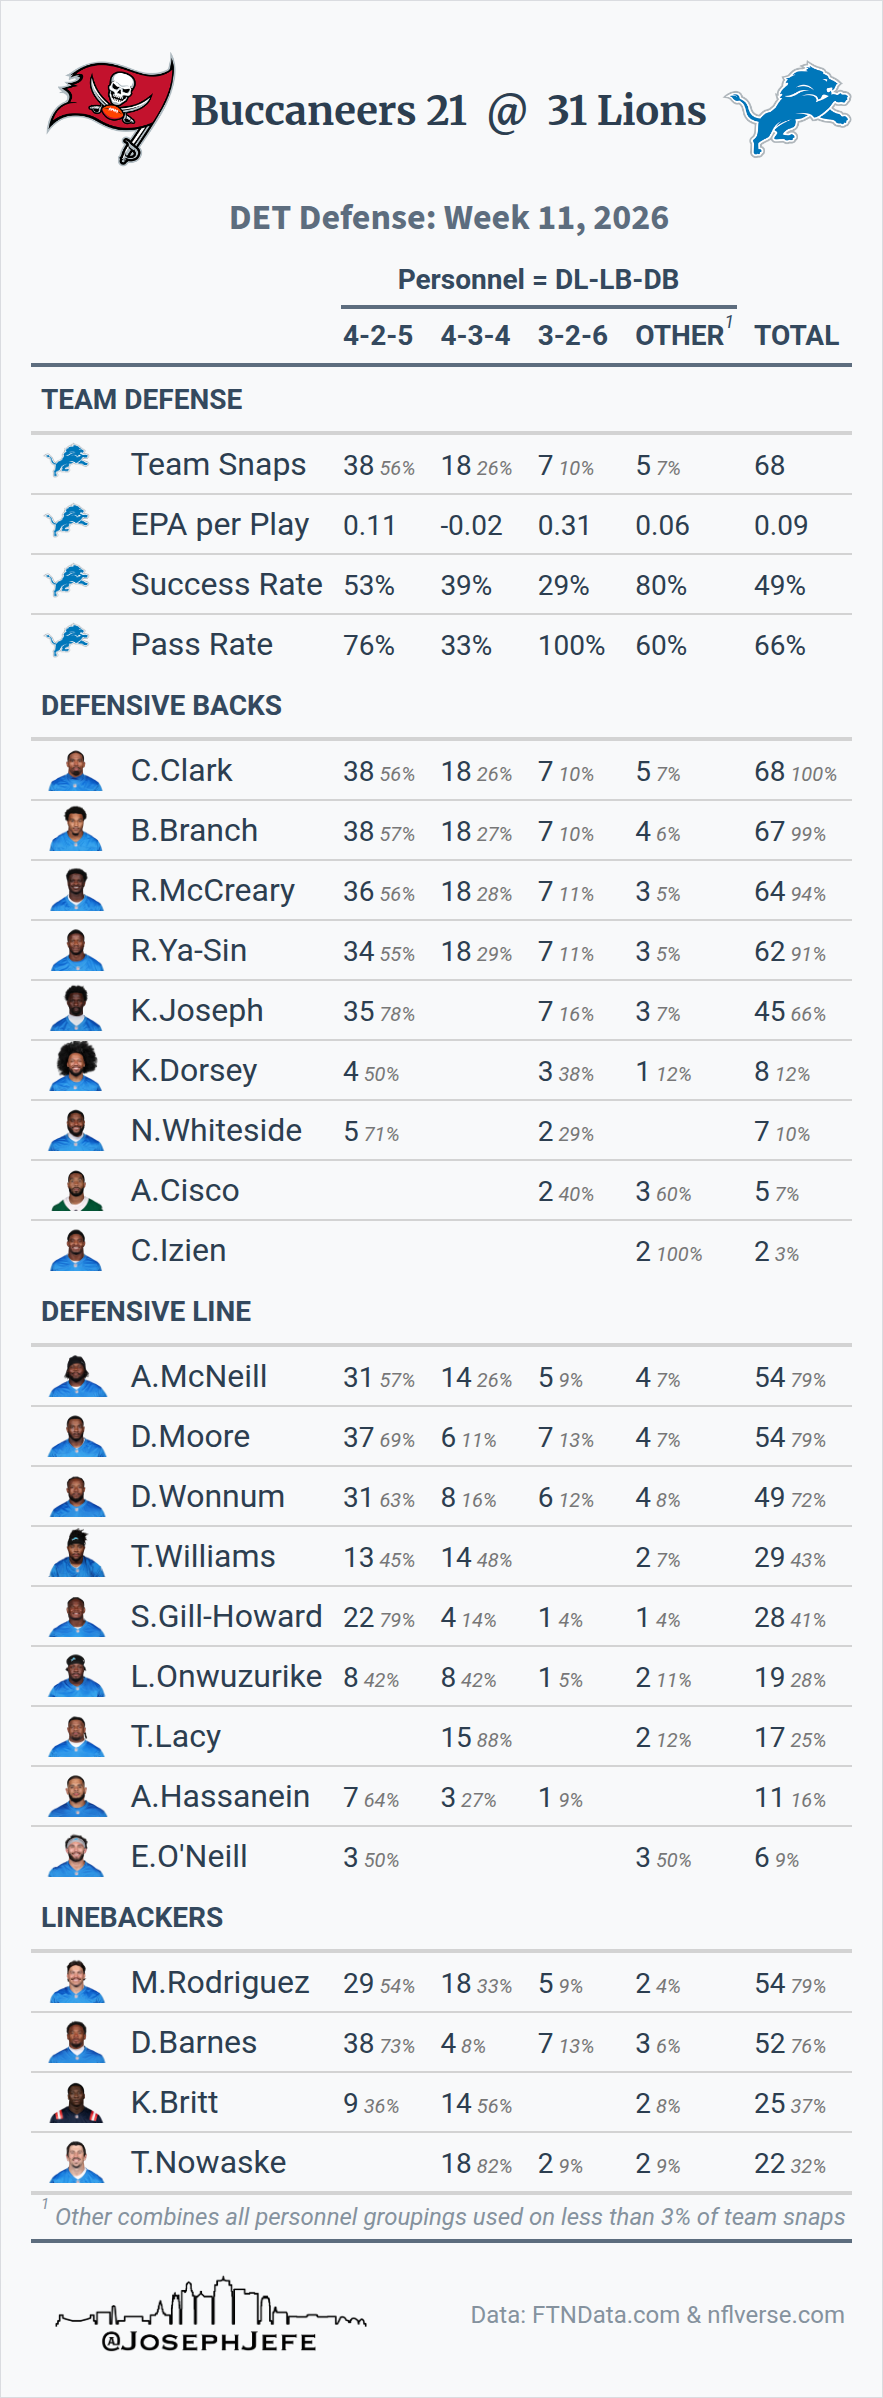 Buccaneers 21 @ 31 Lions
DET Defense: Week 11, 2026
Personnel = DL-LB-DB
4-2-5 4-3-4 3-2-6 OTHER1 TOTAL
TEAM DEFENSE
Team Snaps 38 56% 18 26% 7 10% 5 7% 68
EPA per Play 0.11 -0.02 0.31 0.06 0.09
Success Rate 53% 39% 29% 80% 49%
Pass Rate 76% 33% 100% 60% 66%
DEFENSIVE BACKS
C.Clark 38 56% 18 26% 7 10% 5 7% 68 100%
B.Branch 38 57% 18 27% 7 10% 4 6% 67 99%
R.McCreary 36 56% 18 28% 7 11% 3 5% 64 94%
R.Ya-Sin 34 55% 18 29% 7 11% 3 5% 62 91%
K.Joseph 35 78% 7 16% 3 7% 45 66%
K.Dorsey 4 50% 3 38% 1 12% 8 12%
N.Whiteside 5 71% 2 29% 7 10%
A.Cisco 2 40% 3 60% 5 7%
C.Izien 2 100% 2 3%
DEFENSIVE LINE
A.McNeill 31 57% 14 26% 5 9% 4 7% 54 79%
D.Moore 37 69% 6 11% 7 13% 4 7% 54 79%
D.Wonnum 31 63% 8 16% 6 12% 4 8% 49 72%
T.Williams 13 45% 14 48% 2 7% 29 43%
S.Gill-Howard 22 79% 4 14% 1 4% 1 4% 28 41%
L.Onwuzurike 8 42% 8 42% 1 5% 2 11% 19 28%
T.Lacy 15 88% 2 12% 17 25%
A.Hassanein 7 64% 3 27% 1 9% 11 16%
E.O'Neill 3 50% 3 50% 6 9%
LINEBACKERS
M.Rodriguez 29 54% 18 33% 5 9% 2 4% 54 79%
D.Barnes 38 73% 4 8% 7 13% 3 6% 52 76%
K.Britt 9 36% 14 56% 2 8% 25 37%
T.Nowaske 18 82% 2 9% 2 9% 22 32%
1 Other combines all personnel groupings used on less than 3% of team snaps
@JOSEPHJEFE
Data: FTNData.com & nflverse.com